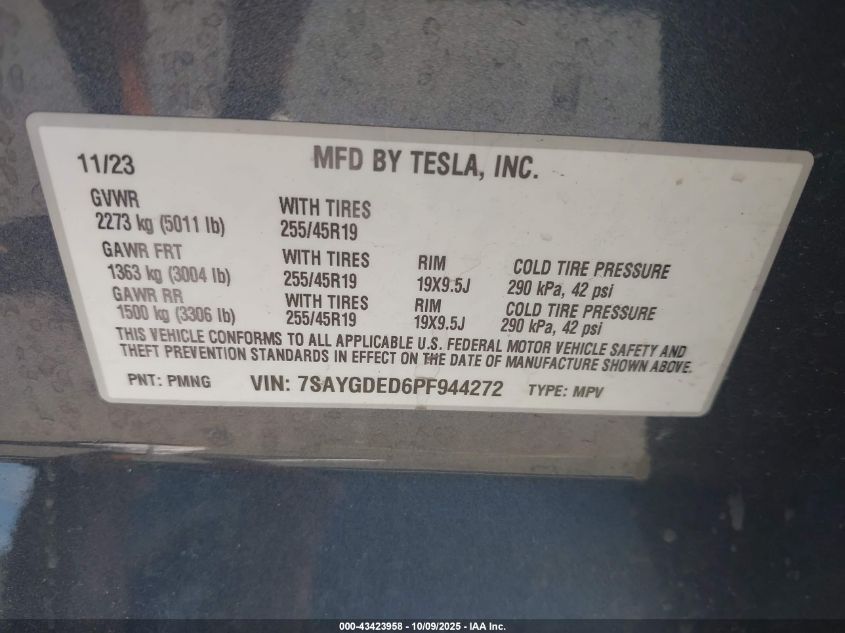 11/23 MFD BY TESLA, INC.
GVWR
2273 kg (5011 lb) WITH TIRES 255/45R19
GAWR FRT
1363 kg (3004 lb) WITH TIRES 255/45R19 RIM 19X9.5J COLD TIRE PRESSURE 290 kPa, 42 psi
GAWR RR
1500 kg (3306 lb) WITH TIRES 255/45R19 RIM 19X9.5J COLD TIRE PRESSURE 290 kPa, 42 psi
THIS VEHICLE CONFORMS TO ALL APPLICABLE U.S. FEDERAL MOTOR VEHICLE SAFETY AND
THEFT PREVENTION STANDARDS IN EFFECT ON THE DATE OF MANUFACTURE SHOWN ABOVE.
PNT: PMNG VIN: 7SAYGDED6PF944272 TYPE: MPV
000-43423958 - 10/09/2025 - IAA Inc.